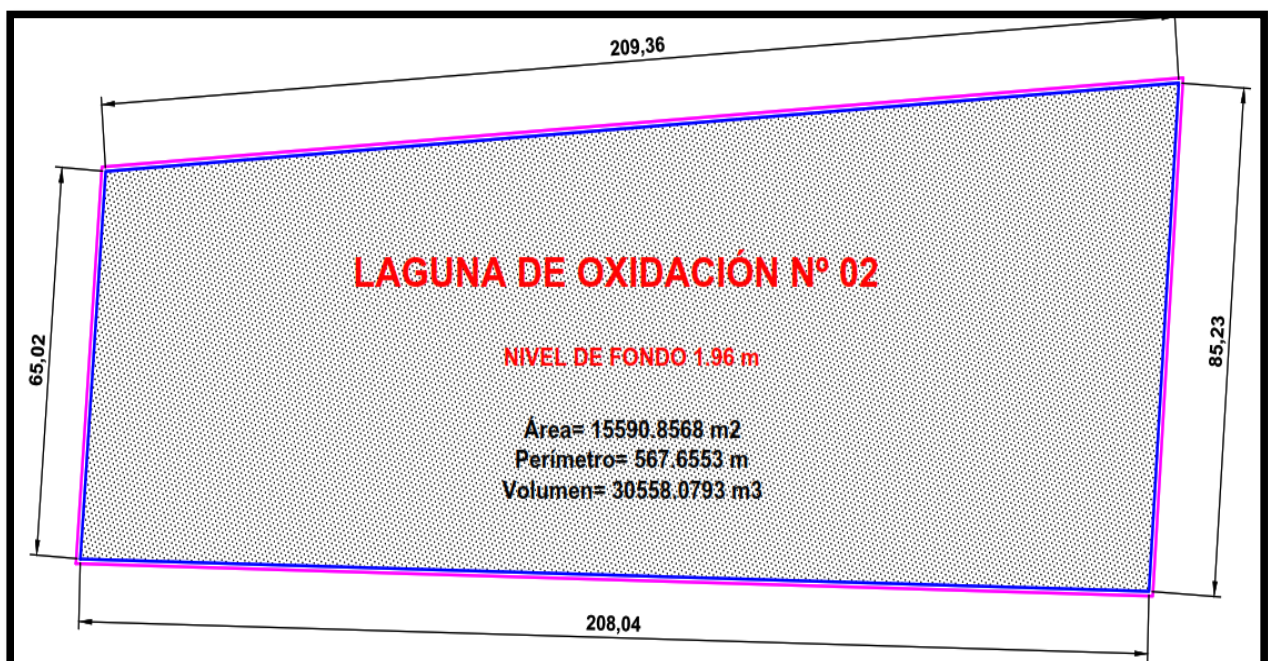 209,36
65,02
LAGUNA DE OXIDACIÓN Nº 02
NIVEL DE FONDO 1.96 m
85,23
Área= 15590.8568 m2
Perímetro= 567.6553 m
Volumen= 30558.0793 m3
208,04